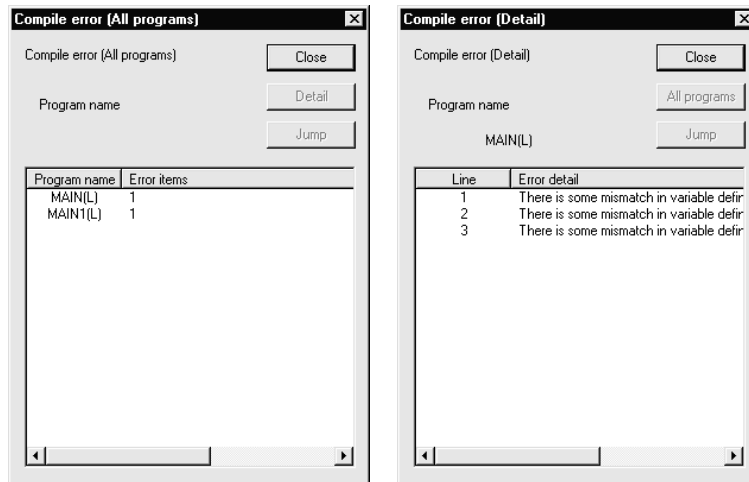 Compile error (All programs)
Compile error (All programs)
Close
Program name
Detail
Jump
Program name Error items
MAIN(L) 1
MAIN1(L) 1
Compile error (Detail)
Compile error (Detail)
Close
Program name
All programs
MAIN(L)
Jump
Line Error detail
1 There is some mismatch in variable defir
2 There is some mismatch in variable defir
3 There is some mismatch in variable defir